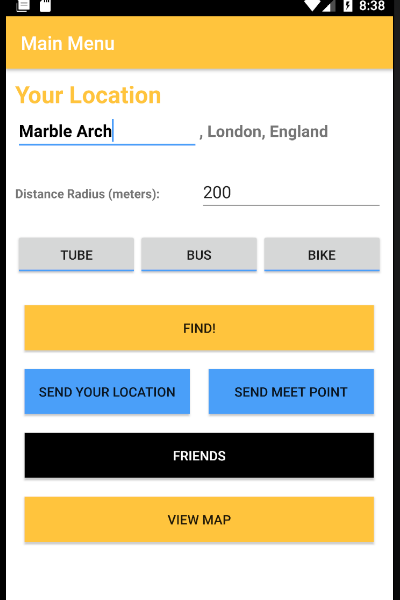 8:38
Main Menu
Your Location
Marble Arch , London, England
Distance Radius (meters): 200
TUBE BUS BIKE
FIND!
SEND YOUR LOCATION SEND MEET POINT
FRIENDS
VIEW MAP